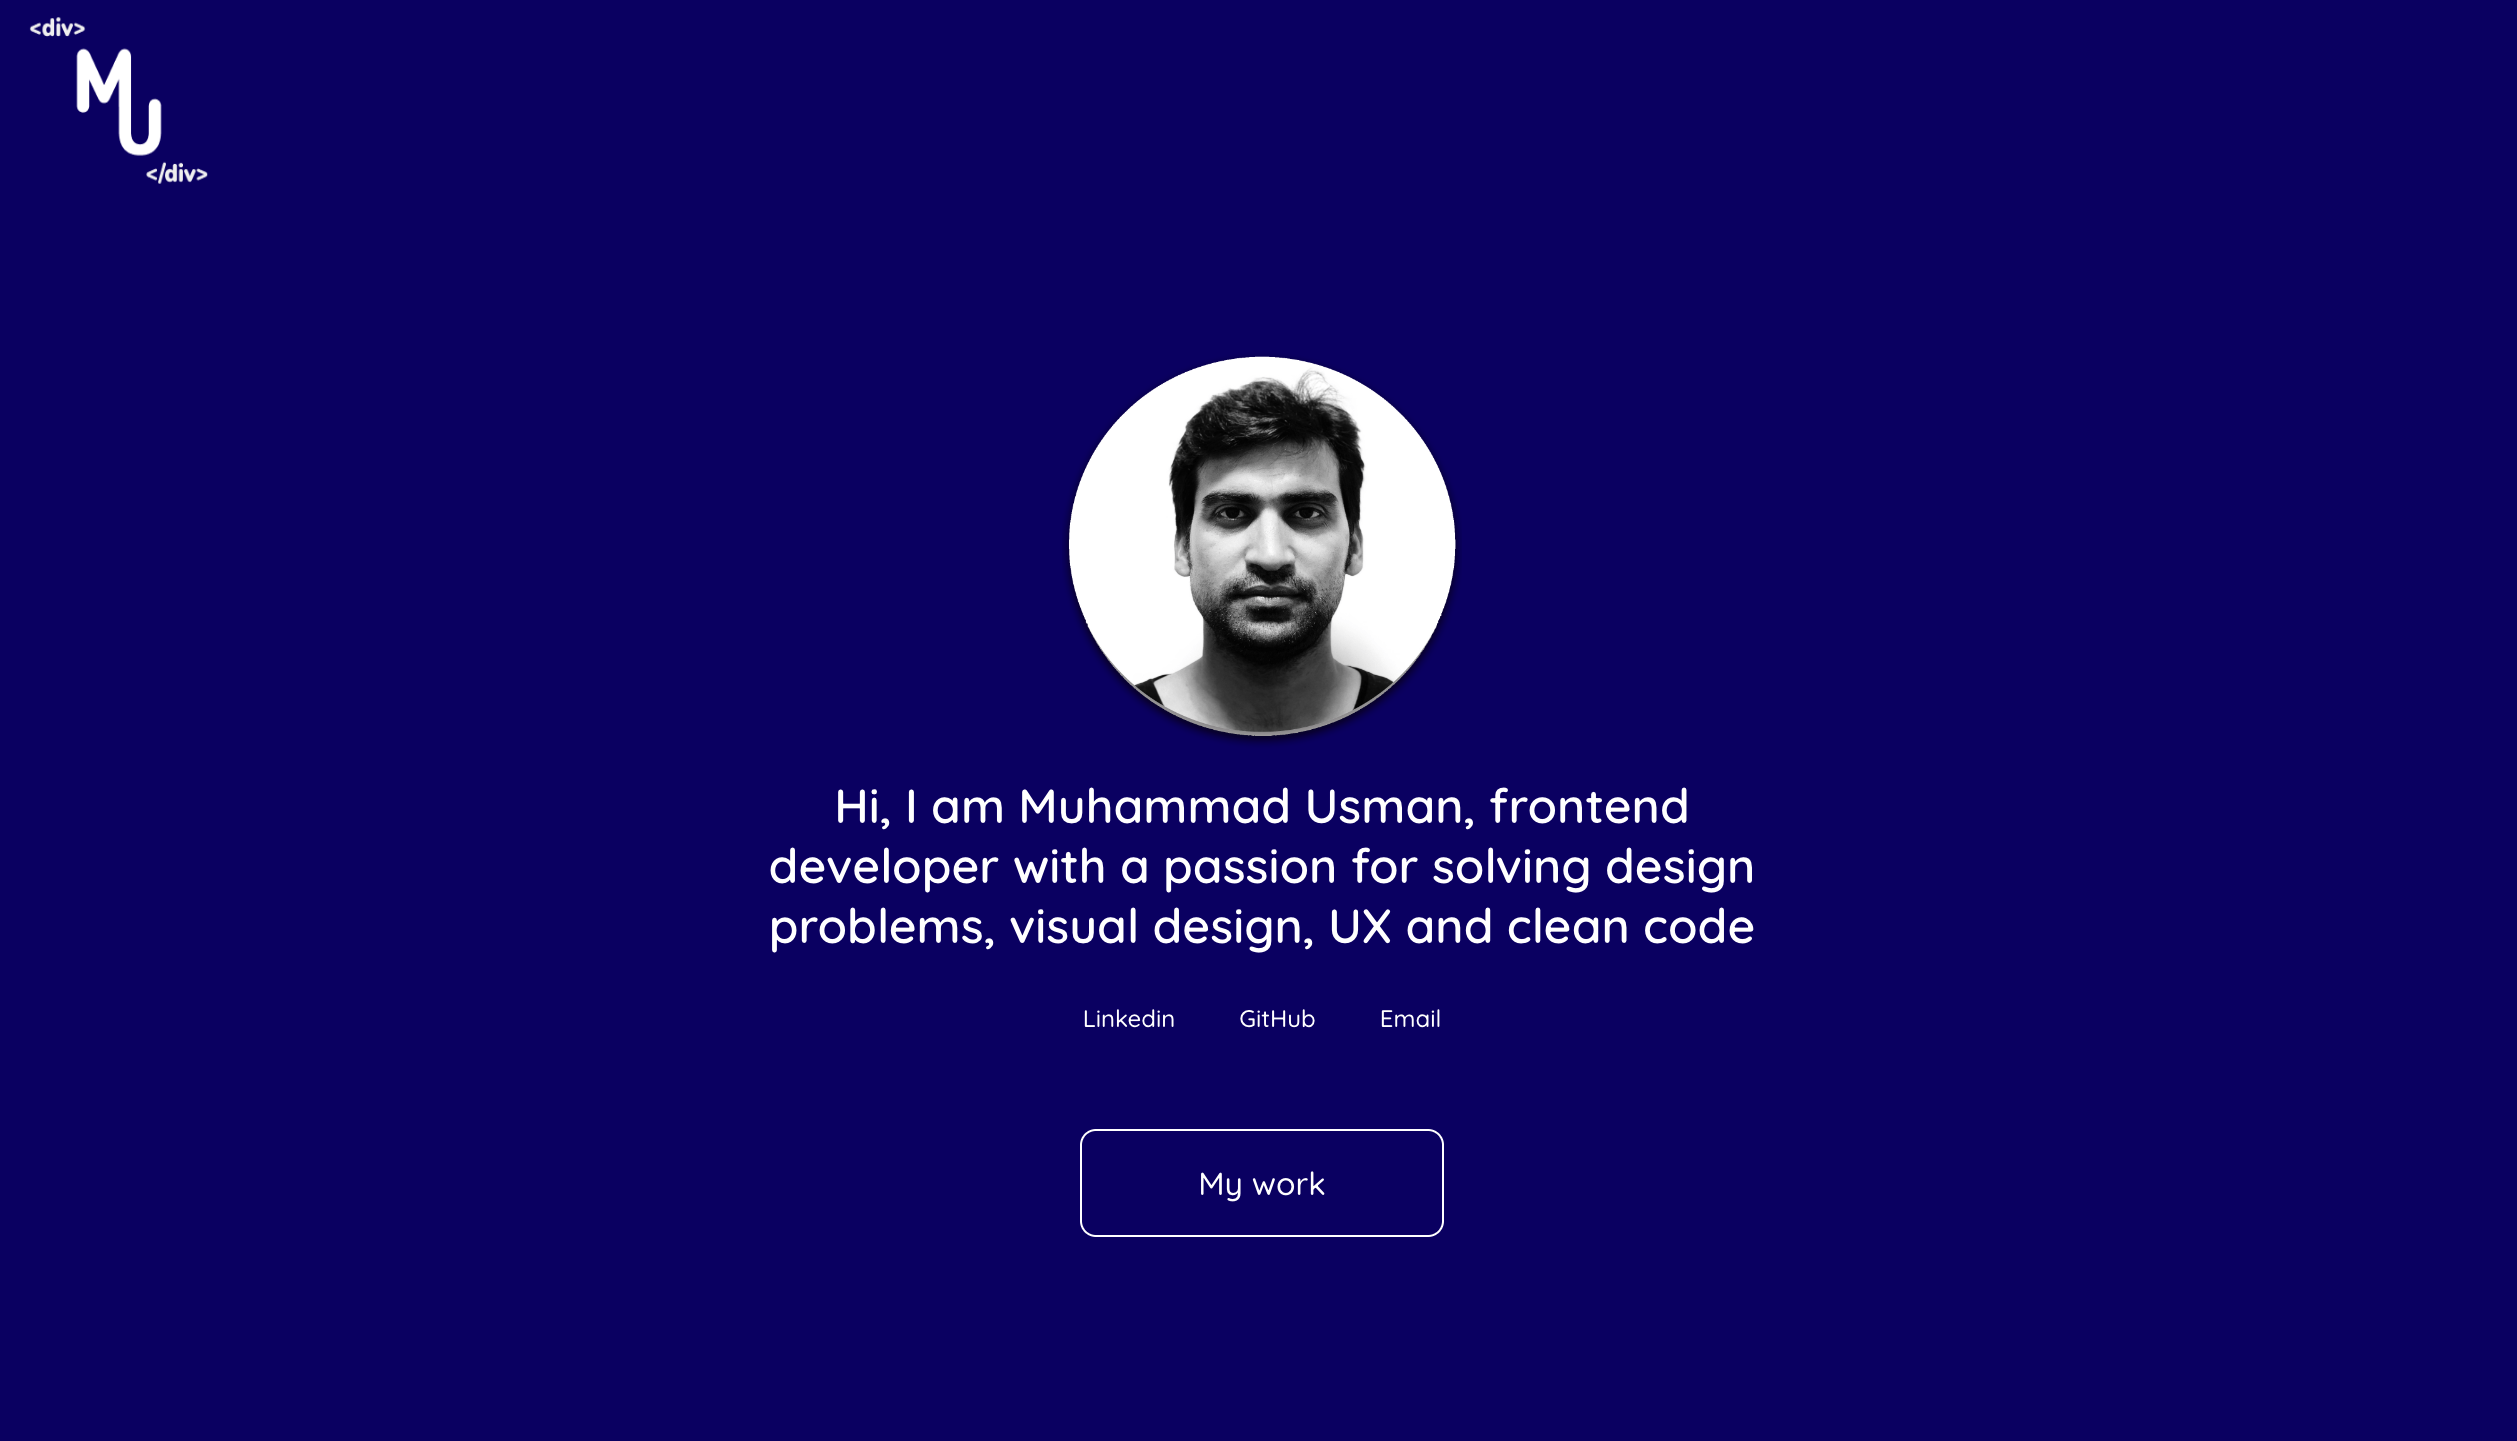 <div>
MU
</div>
Hi, I am Muhammad Usman, frontend
developer with a passion for solving design
problems, visual design, UX and clean code
Linkedin GitHub Email
My work